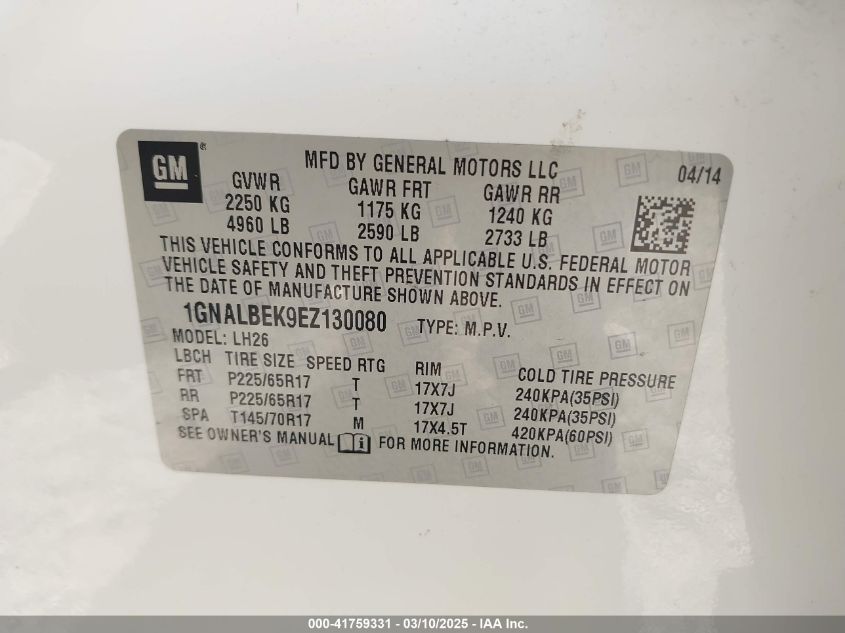 GM®
MFD BY GENERAL MOTORS LLC
04/14
GVWR GAWR FRT GAWR RR
2250 KG 1175 KG 1240 KG
4960 LB 2590 LB 2733 LB
THIS VEHICLE CONFORMS TO ALL APPLICABLE U.S. FEDERAL MOTOR
VEHICLE SAFETY AND THEFT PREVENTION STANDARDS IN EFFECT ON
THE DATE OF MANUFACTURE SHOWN ABOVE.
1GNALBEK9EZ130080 TYPE: M.P.V.
MODEL: LH26
LBCH TIRE SIZE SPEED RTG RIM COLD TIRE PRESSURE
FRT P225/65R17 T 17X7J 240KPA(35PSI)
RR P225/65R17 T 17X7J 240KPA(35PSI)
SPA T145/70R17 M 17X4.5T 420KPA(60PSI)
SEE OWNER'S MANUAL FOR MORE INFORMATION.
000-41759331 - 03/10/2025 - IAA Inc.